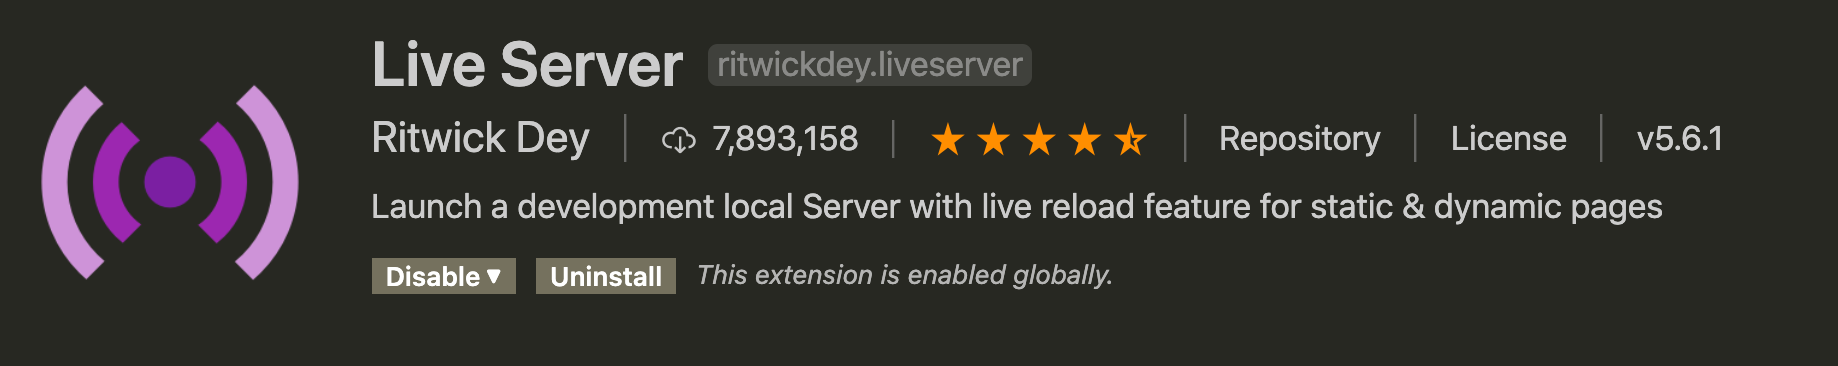 Live Server ritwickdey.liveserver
Ritwick Dey 7,893,158 Repository License v5.6.1
Launch a development local Server with live reload feature for static & dynamic pages
Disable ▼ Uninstall This extension is enabled globally.